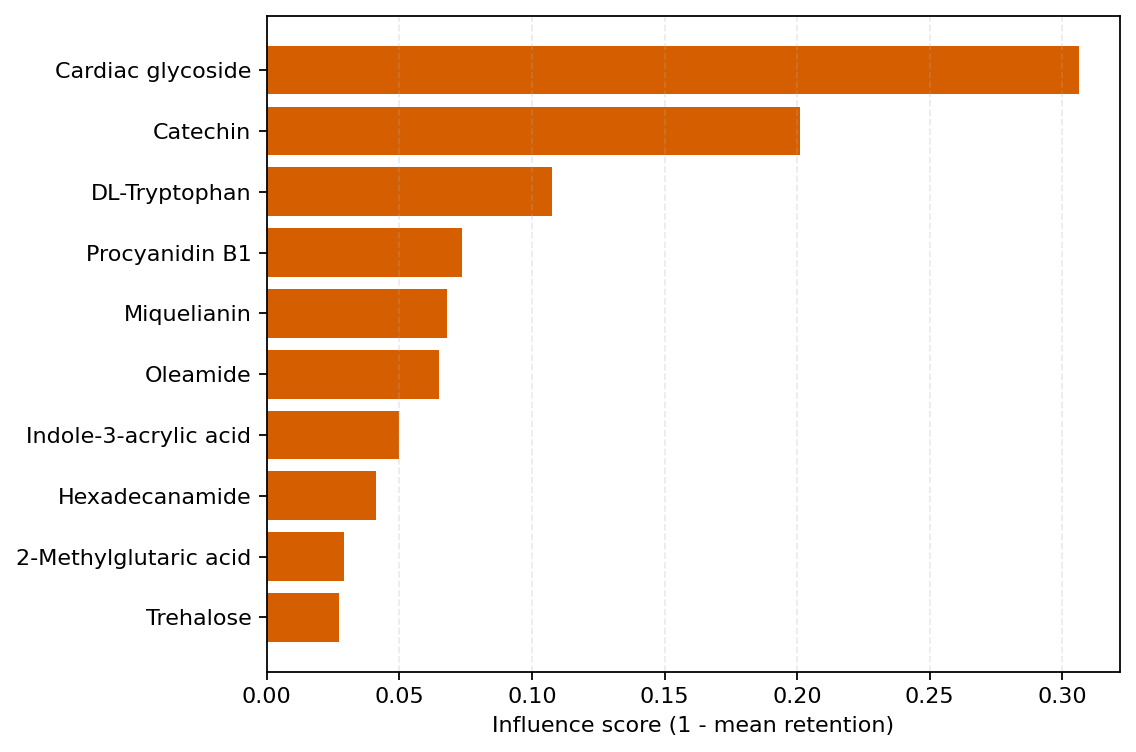 Cardiac glycoside
Catechin
DL-Tryptophan
Procyanidin B1
Miquelianin
Oleamide
Indole-3-acrylic acid
Hexadecanamide
2-Methylglutaric acid
Trehalose
0.00 0.05 0.10 0.15 0.20 0.25 0.30
Influence score (1 - mean retention)